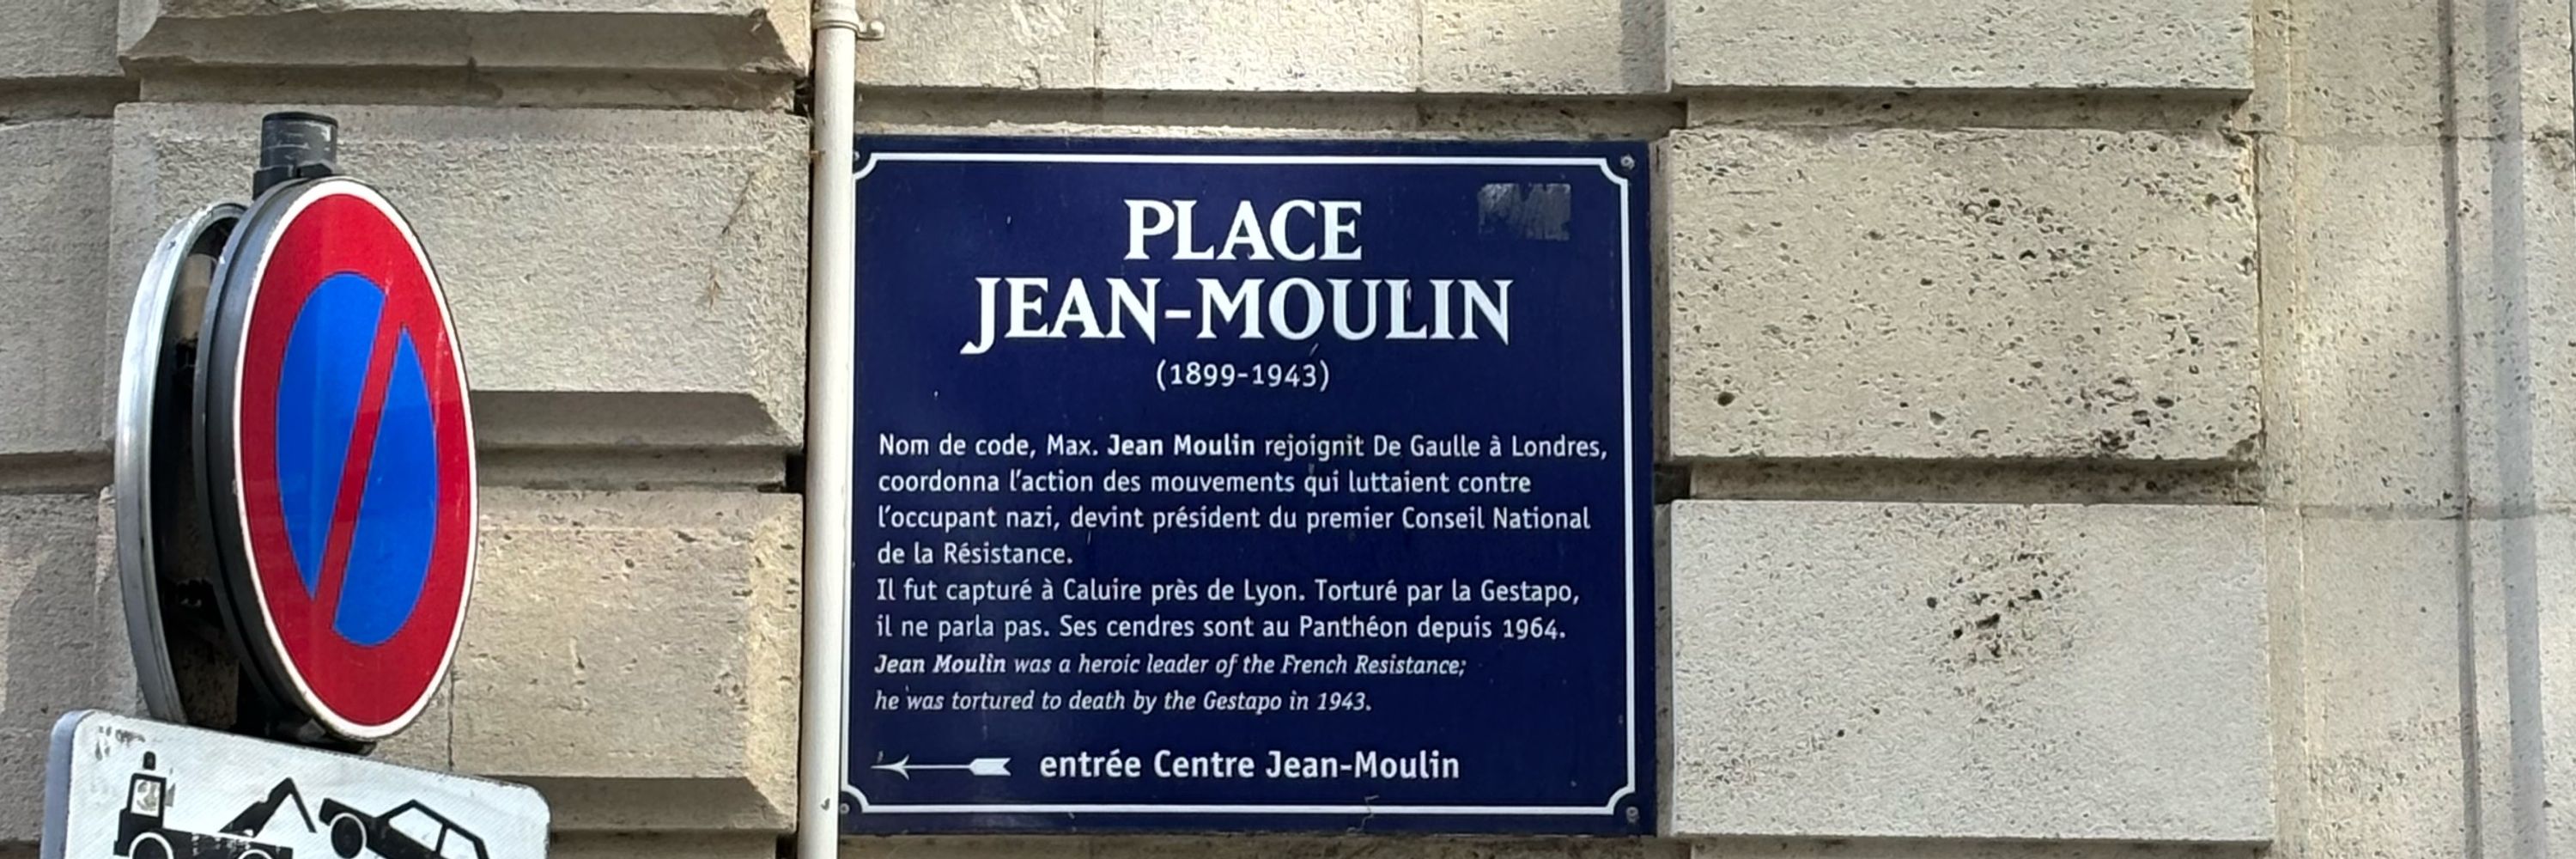 PLACE
JEAN-MOULIN
(1899-1943)
Nom de code, Max. Jean Moulin rejoignit De Gaulle à Londres,
coordonna l'action des mouvements qui luttaient contre
l'occupant nazi, devint président du premier Conseil National
de la Résistance.
Il fut capturé à Caluire près de Lyon. Torturé par la Gestapo,
il ne parla pas. Ses cendres sont au Panthéon depuis 1964.
Jean Moulin was a heroic leader of the French Resistance;
he was tortured to death by the Gestapo in 1943.
entrée Centre Jean-Moulin